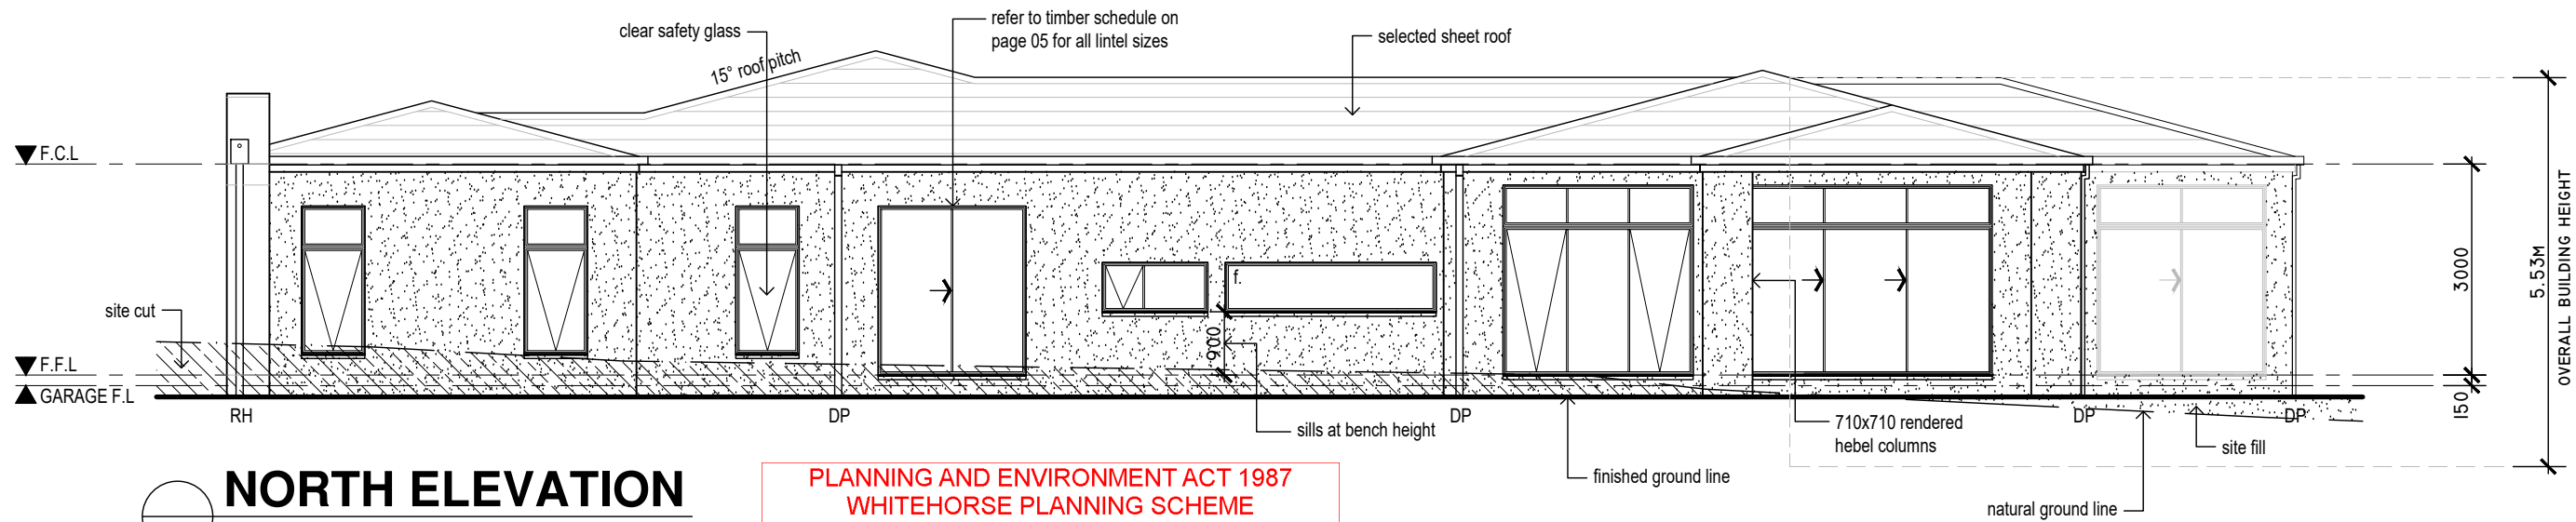 refer to timber schedule on
page 05 for all lintel sizes
clear safety glass
selected sheet roof
15° roof pitch
F.C.L
OVERALL BUILDING HEIGHT
5.53M
3000
f.
site cut
900
F.F.L
GARAGE F.L
150
RH
DP
DP
DP
DP
sills at bench height
710x710 rendered
hebel columns
site fill
finished ground line
natural ground line
NORTH ELEVATION
PLANNING AND ENVIRONMENT ACT 1987
WHITEHORSE PLANNING SCHEME